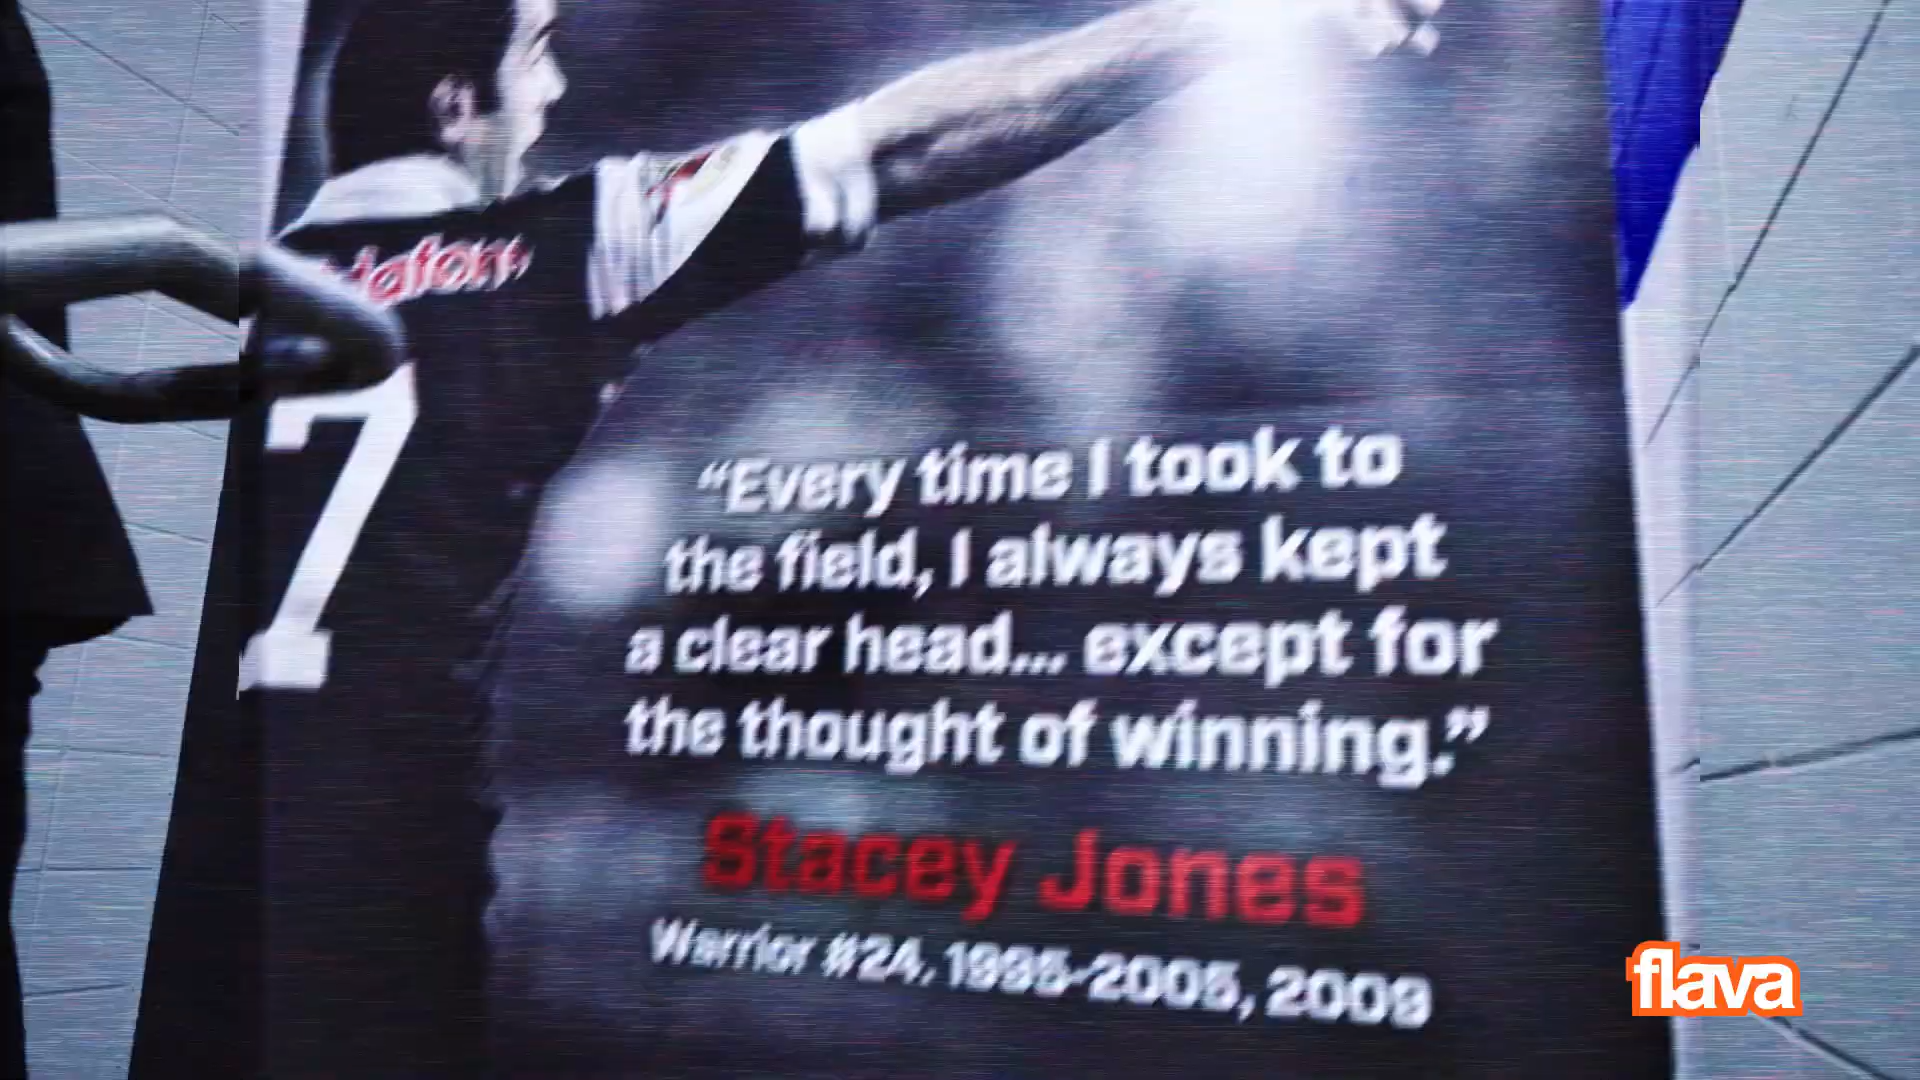 7
“Every time I took to
the field, I always kept
a clear head... except for
the thought of winning.”
Stacey Jones
Warrior #24, 1995-2005, 2009
flava